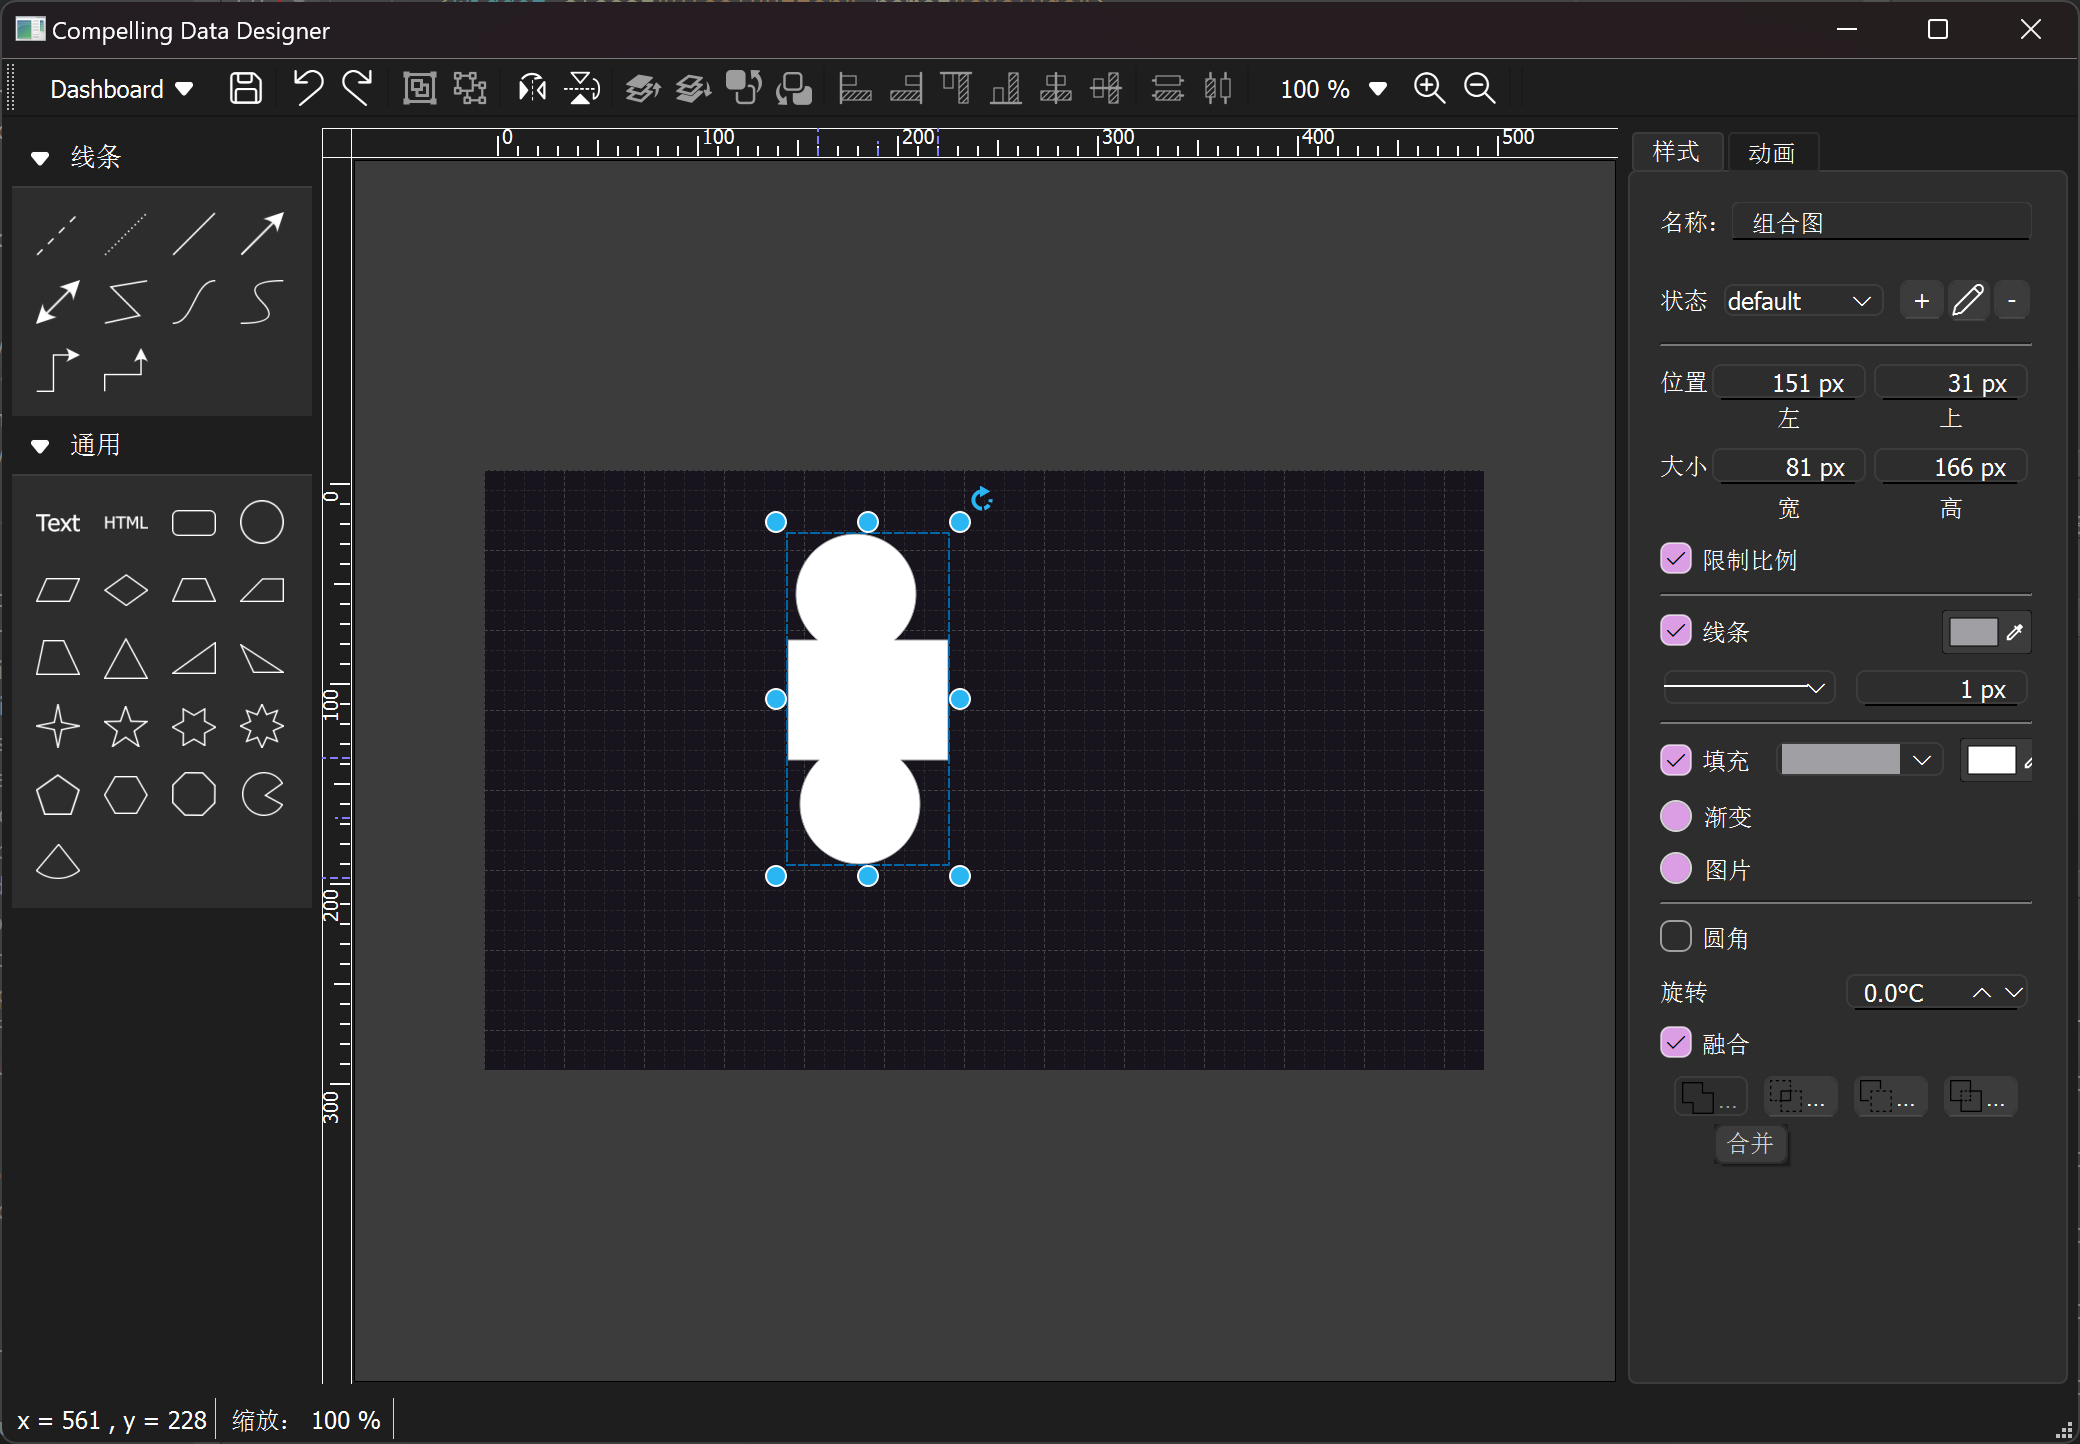 Compelling Data Designer
Dashboard
100 %
线条
通用
Text
HTML
0
100
200
300
400
500
0
100
200
300
样式
动画
名称：
组合图
状态
default
+
-
位置
151 px
31 px
左
上
大小
81 px
166 px
宽
高
限制比例
线条
1 px
填充
渐变
图片
圆角
旋转
0.0°C
融合
...
...
...
...
合并
x = 561 , y = 228
缩放： 100 %